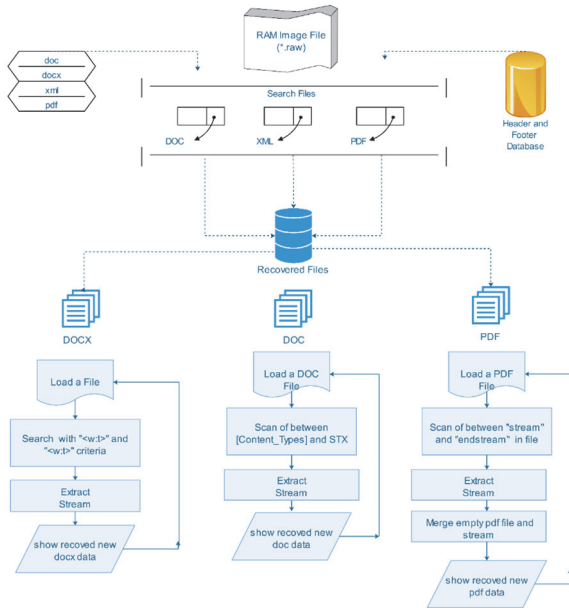 RAM Image File
(*.raw)
doc
docx
xml
pdf
Search Files
DOC
XML
PDF
Header and
Footer
Database
Recovered Files
DOCX
DOC
PDF
Load a File
Search with "<w:t>" and
"<w:t>" criteria
Extract
Stream
show recoved new
docx data
Load a DOC
File
Scan of between
[Content_Types] and STX
Extract
Stream
show recoved new
doc data
Load a PDF
File
Scan of between "stream"
and "endstream" in file
Extract
Stream
Merge empty pdf file and
stream
show recoved new
pdf data